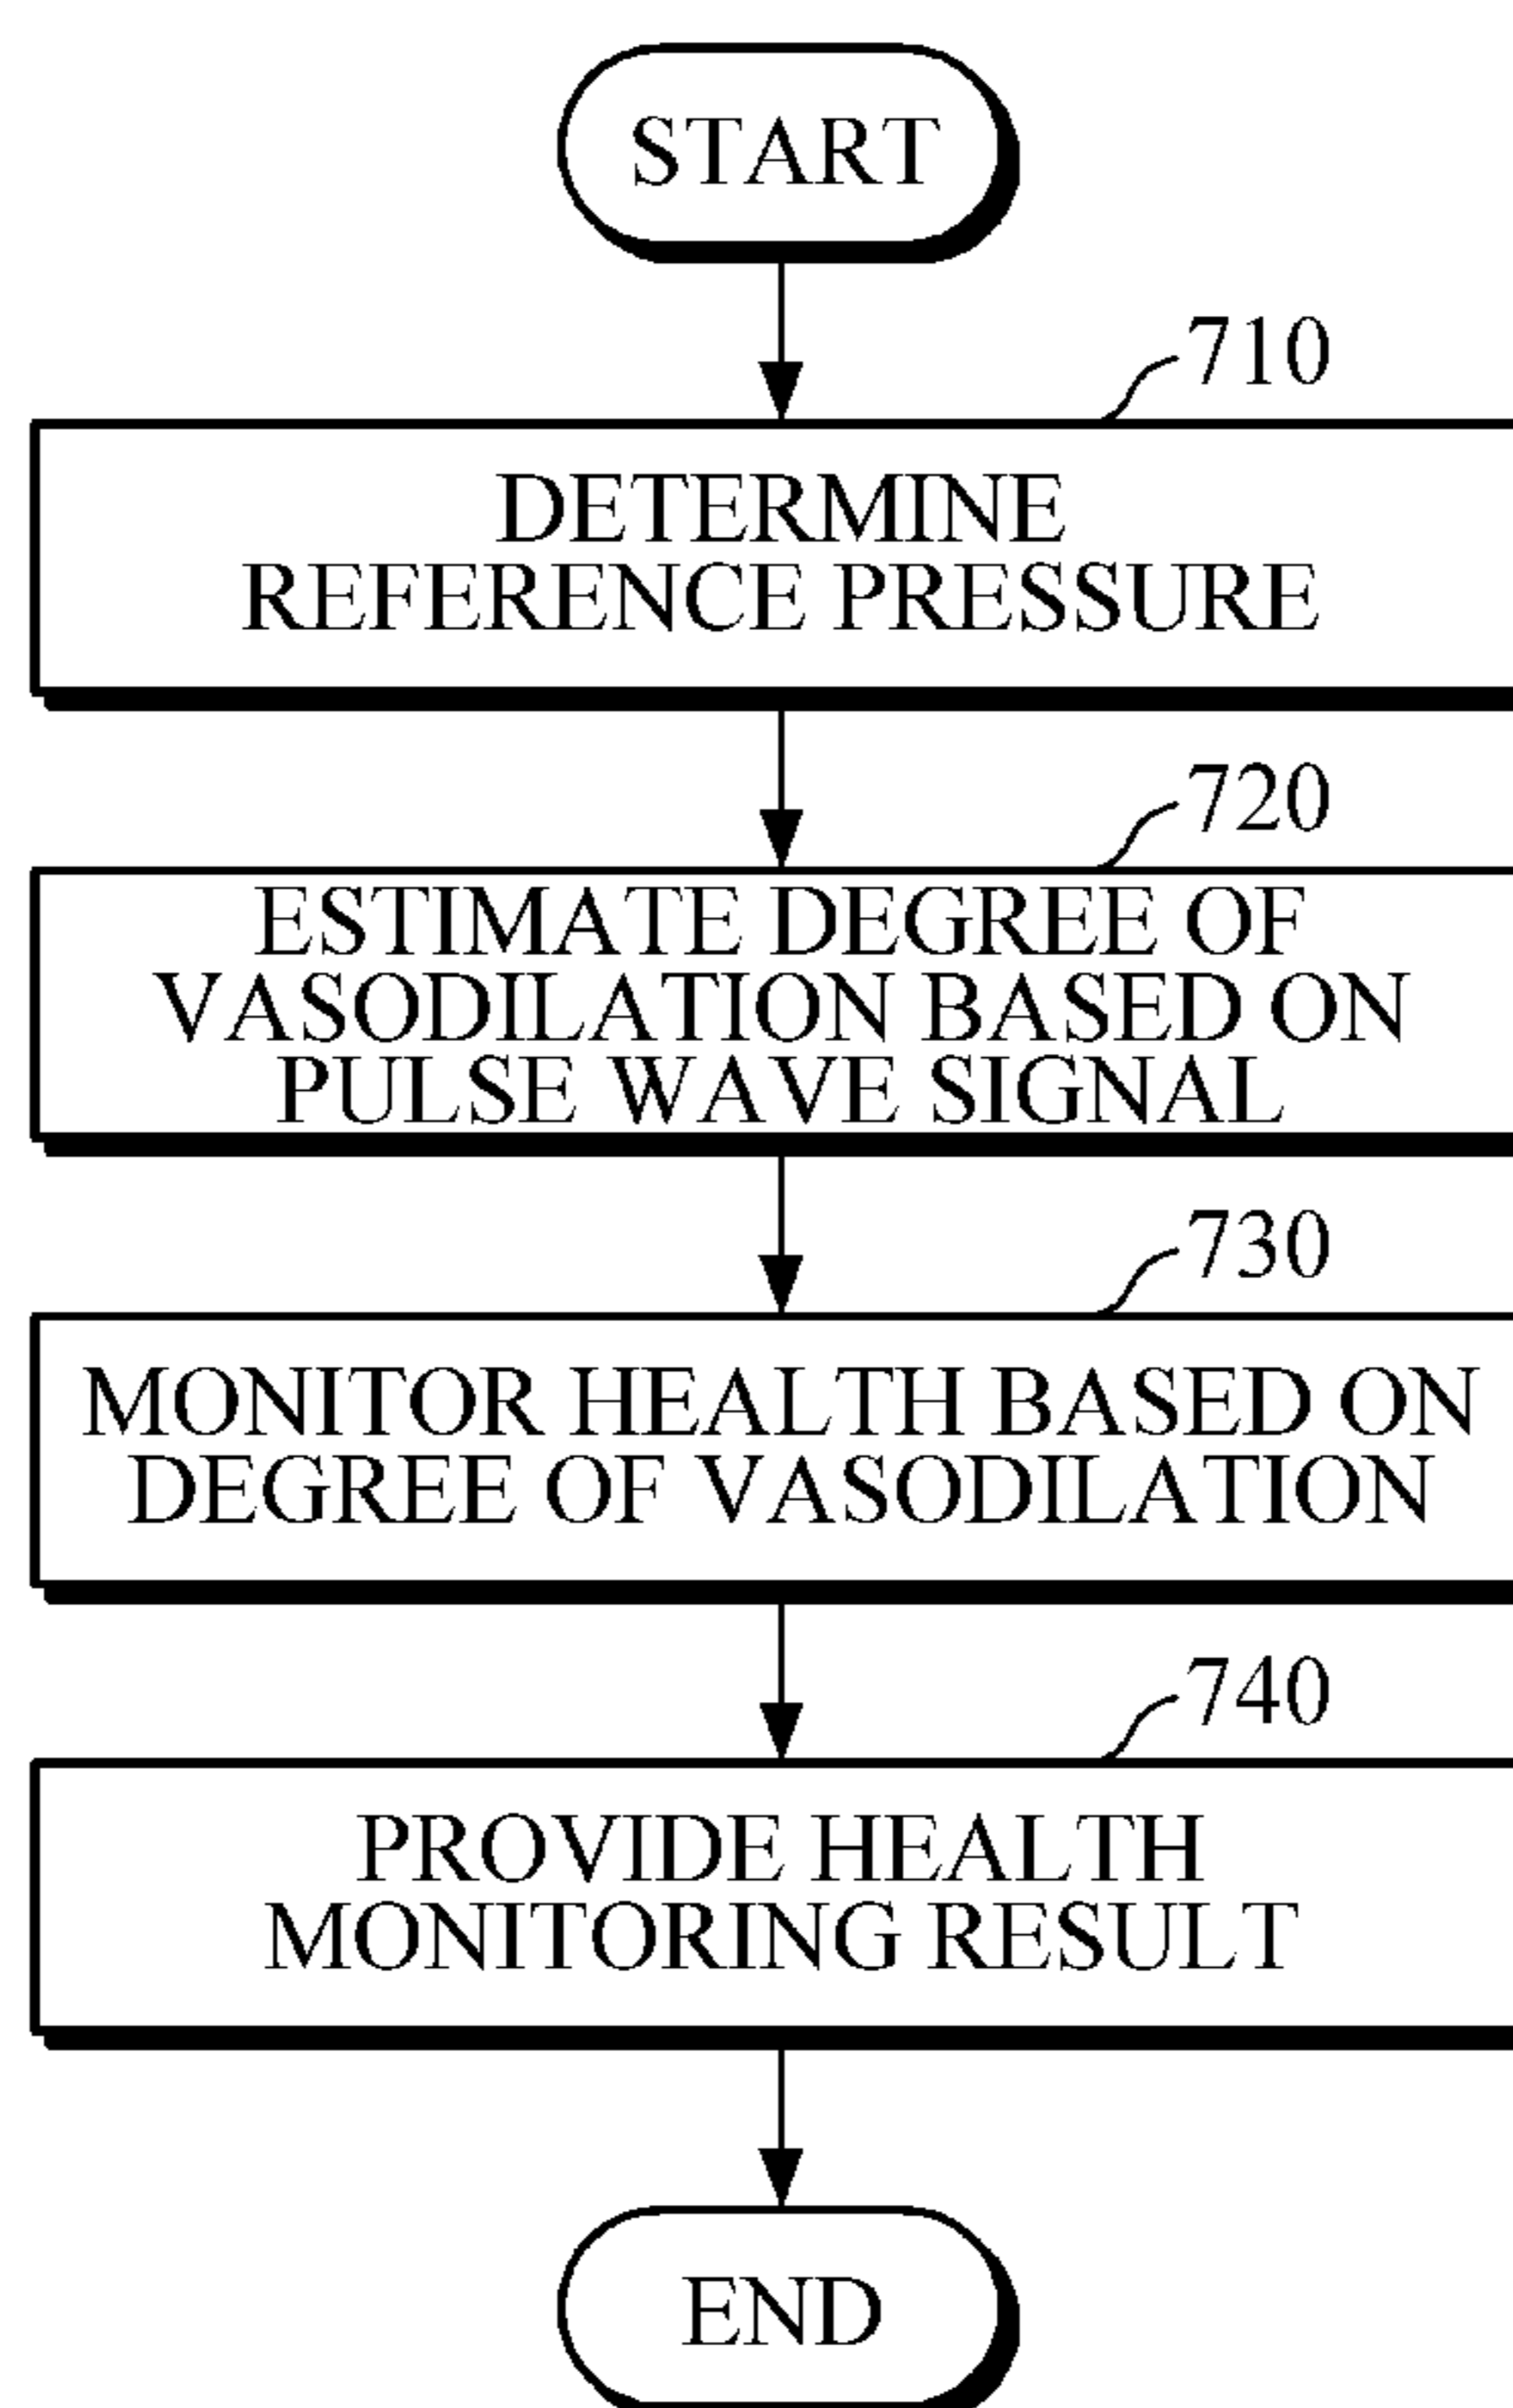 START
710
DETERMINE
REFERENCE PRESSURE
720
ESTIMATE DEGREE OF
VASODILATION BASED ON
PULSE WAVE SIGNAL
730
MONITOR HEALTH BASED ON
DEGREE OF VASODILATION
740
PROVIDE HEALTH
MONITORING RESULT
END